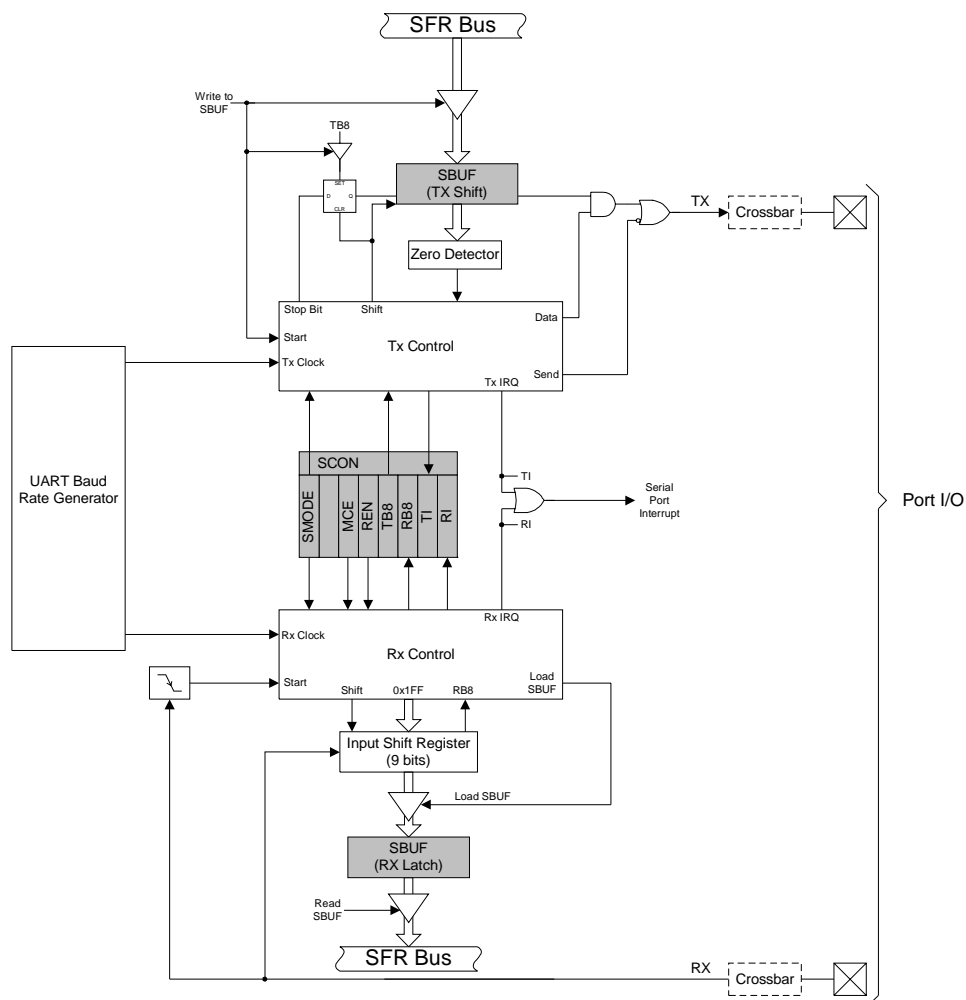 SFR Bus
Write to
SBUF
TB8
SET
D
Q
CLR
SBUF
(TX Shift)
TX
Crossbar
Zero Detector
Stop Bit
Shift
Data
Start
Tx Control
Tx Clock
Send
Tx IRQ
UART Baud
Rate Generator
SCON
SMODE
MCE
REN
TB8
RB8
TI
RI
TI
Serial
Port
Interrupt
RI
Port I/O
Rx IRQ
Rx Clock
Rx Control
Start
Load
SBUF
Shift
0x1FF
RB8
Input Shift Register
(9 bits)
Load SBUF
SBUF
(RX Latch)
Read
SBUF
SFR Bus
RX
Crossbar